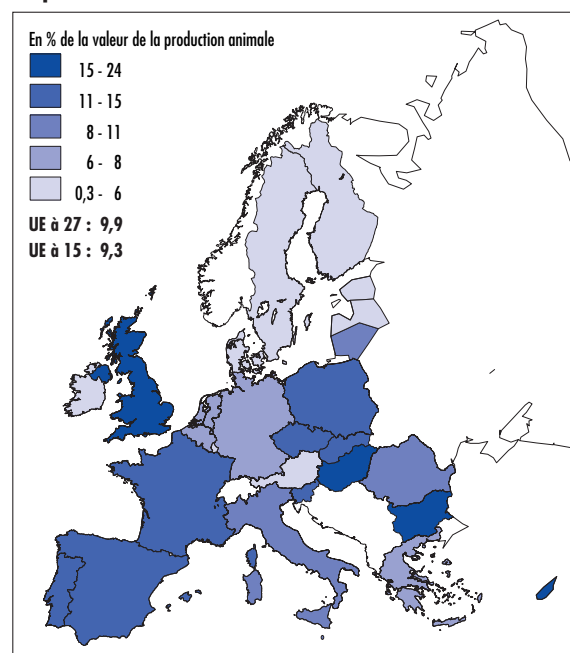 En % de la valeur de la production animale
15 - 24
11 - 15
8 - 11
6 - 8
0,3 - 6
UE à 27 : 9,9
UE à 15 : 9,3